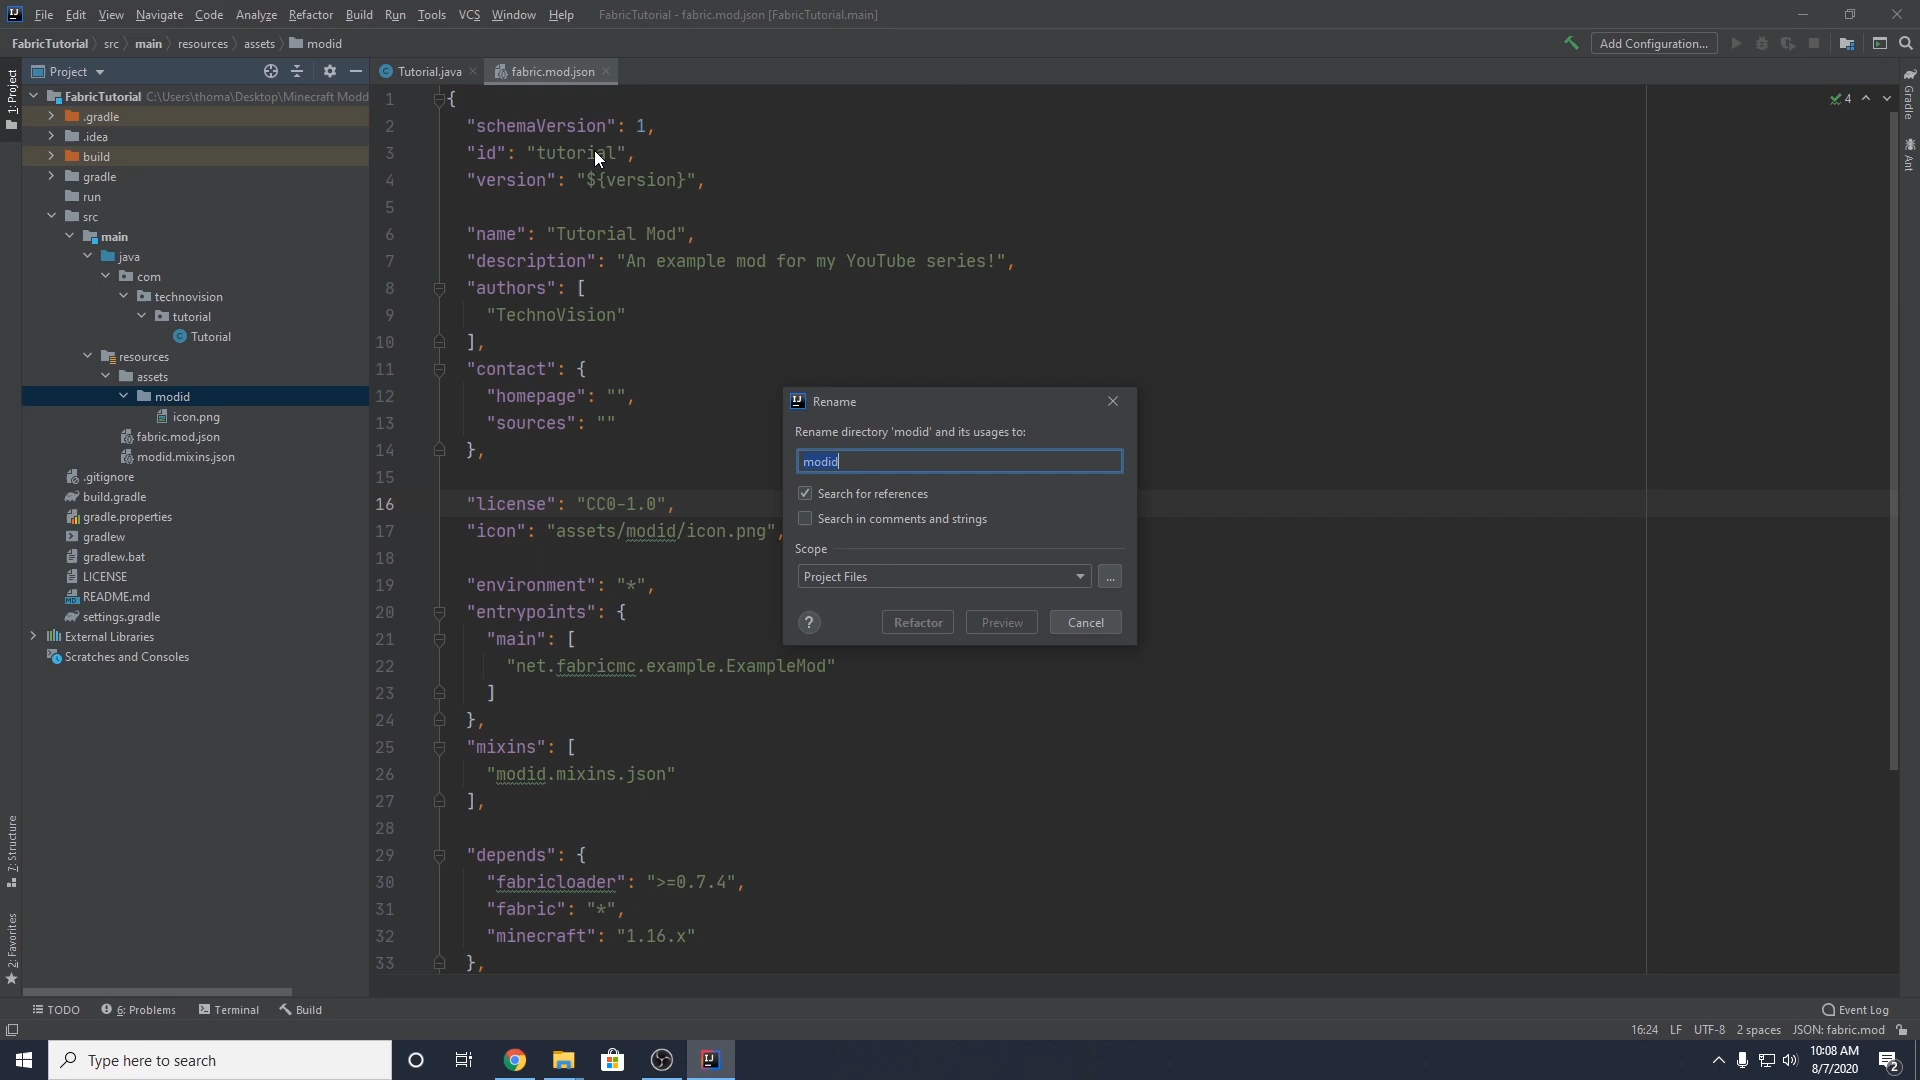 File Edit View Navigate Code Analyze Refactor Build Run Tools VCS Window Help FabricTutorial - fabric.mod.json [FabricTutorial.main]
FabricTutorial src main resources assets modid
Add Configuration...
1: Project
7: Structure
2: Favorites
Project
FabricTutorial C:\Users\thoma\Desktop\Minecraft Modd
.gradle
.idea
build
gradle
run
src
main
java
com
technovision
tutorial
Tutorial
resources
assets
modid
icon.png
fabric.mod.json
modid.mixins.json
.gitignore
build.gradle
gradle.properties
gradlew
gradlew.bat
LICENSE
README.md
settings.gradle
External Libraries
Scratches and Consoles
Tutorial.java fabric.mod.json
4
1 {
2 "schemaVersion": 1,
3 "id": "tutorial",
4 "version": "${version}",
5
6 "name": "Tutorial Mod",
7 "description": "An example mod for my YouTube series!",
8 "authors": [
9 "TechnoVision"
10 ],
11 "contact": {
12 "homepage": "",
13 "sources": ""
14 },
15
16 "license": "CC0-1.0",
17 "icon": "assets/modid/icon.png",
18
19 "environment": "*",
20 "entrypoints": {
21 "main": [
22 "net.fabricmc.example.ExampleMod"
23 ]
24 },
25 "mixins": [
26 "modid.mixins.json"
27 ],
28
29 "depends": {
30 "fabricloader": ">=0.7.4",
31 "fabric": "*",
32 "minecraft": "1.16.x"
33 },
Rename
Rename directory 'modid' and its usages to:
modid
Search for references
Search in comments and strings
Scope
Project Files
...
? Refactor Preview Cancel
Gradle
Ant
TODO 6: Problems Terminal Build
Event Log
16:24 LF UTF-8 2 spaces JSON: fabric.mod
Type here to search
10:08 AM
8/7/2020
2